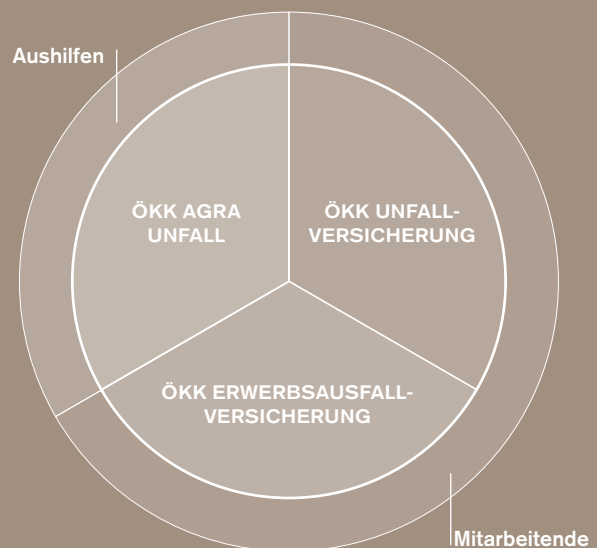 Aushilfen
ÖKK AGRA
UNFALL
ÖKK UNFALL-
VERSICHERUNG
ÖKK ERWERBSAUSFALL-
VERSICHERUNG
Mitarbeitende